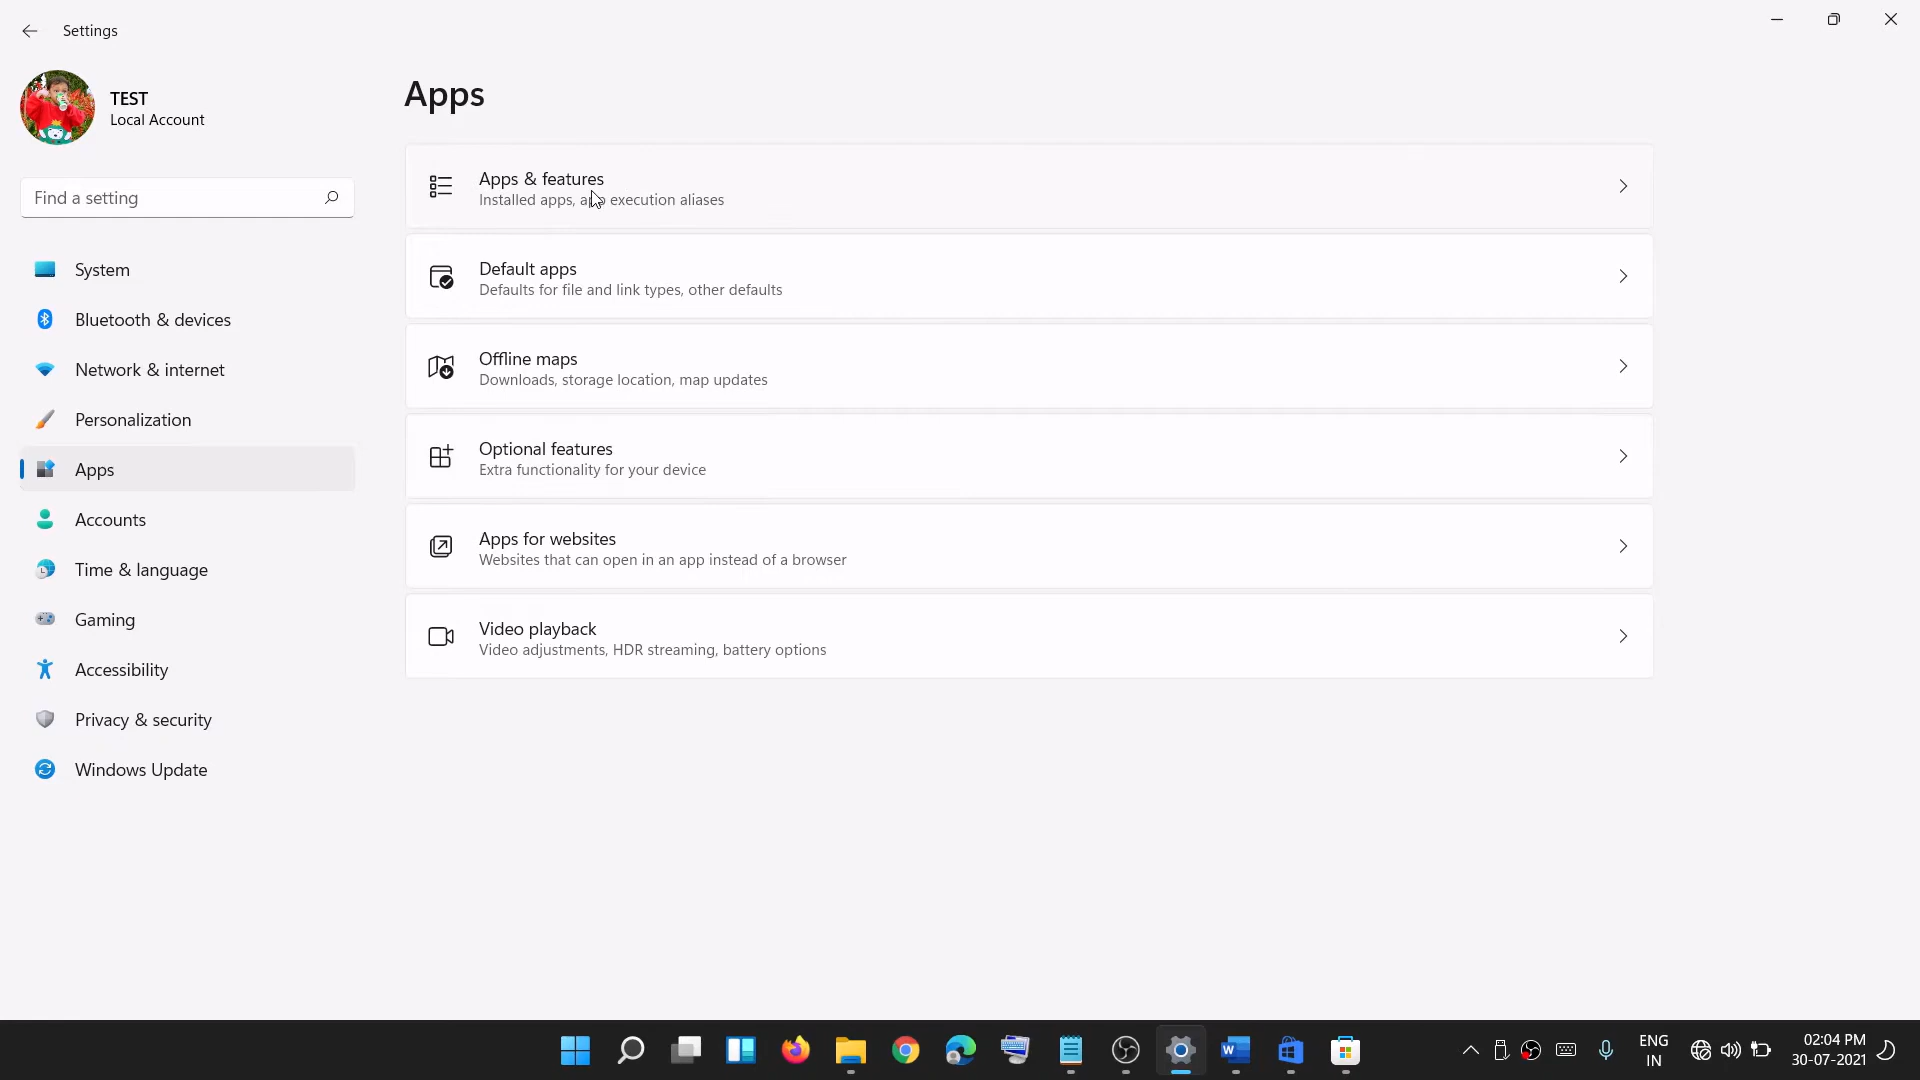 Settings
TEST
Local Account
Find a setting
System
Bluetooth & devices
Network & internet
Personalization
Apps
Accounts
Time & language
Gaming
Accessibility
Privacy & security
Windows Update
Apps
Apps & features
Installed apps, app execution aliases
Default apps
Defaults for file and link types, other defaults
Offline maps
Downloads, storage location, map updates
Optional features
Extra functionality for your device
Apps for websites
Websites that can open in an app instead of a browser
Video playback
Video adjustments, HDR streaming, battery options
ENG
IN
02:04 PM
30-07-2021